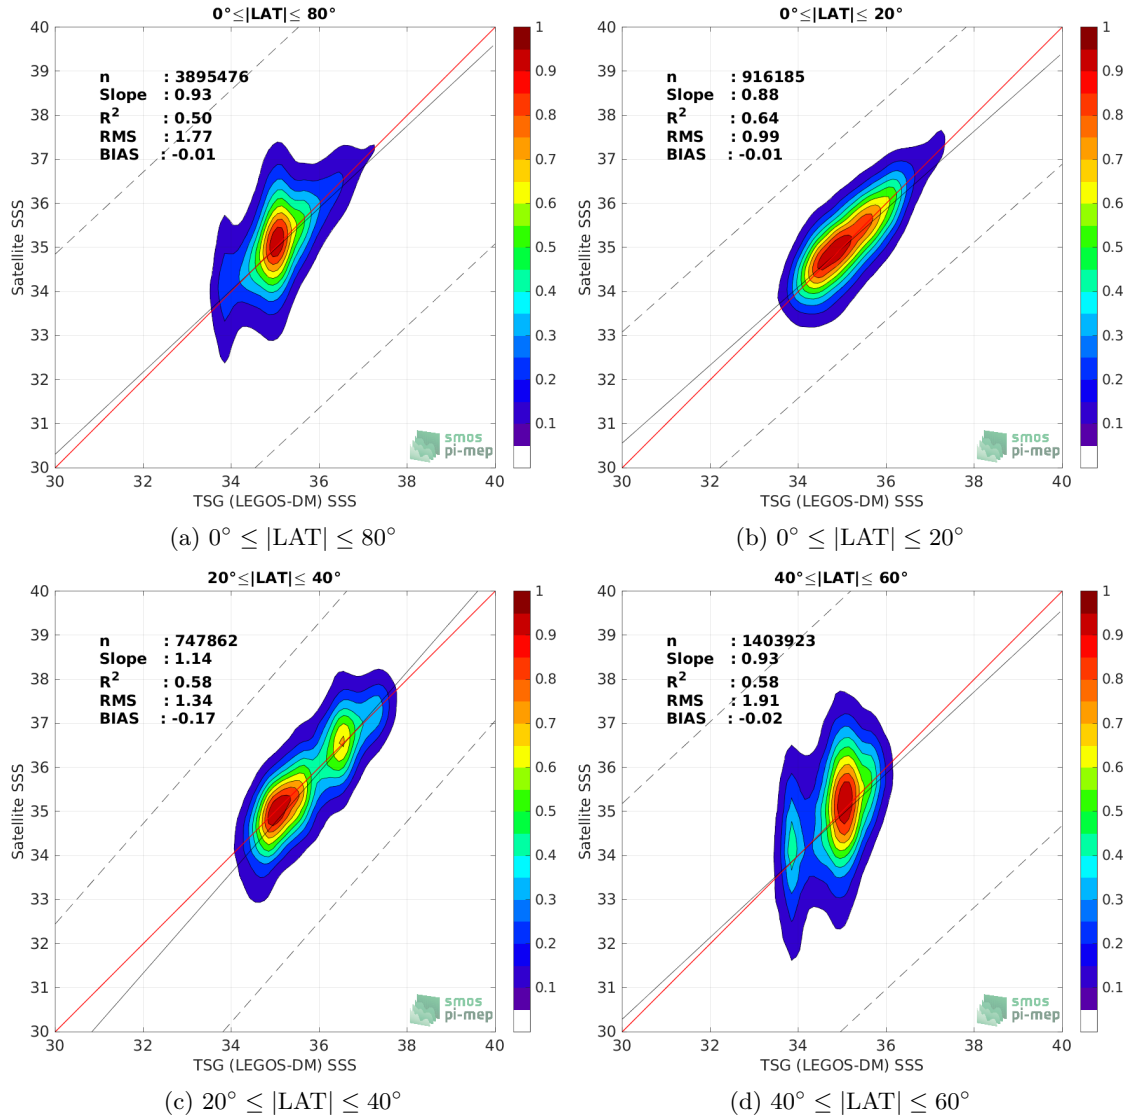 0°≤|LAT|≤ 80°
40
39
38
37
36
35
34
33
32
31
30
Satellite SSS
n : 3895476
Slope : 0.93
R² : 0.50
RMS : 1.77
BIAS : -0.01
smos
pi-mep
30 32 34 36 38 40
TSG (LEGOS-DM) SSS
1
0.9
0.8
0.7
0.6
0.5
0.4
0.3
0.2
0.1
(a) 0° ≤ |LAT| ≤ 80°
0°≤|LAT|≤ 20°
40
39
38
37
36
35
34
33
32
31
30
Satellite SSS
n : 916185
Slope : 0.88
R² : 0.64
RMS : 0.99
BIAS : -0.01
smos
pi-mep
30 32 34 36 38 40
TSG (LEGOS-DM) SSS
1
0.9
0.8
0.7
0.6
0.5
0.4
0.3
0.2
0.1
(b) 0° ≤ |LAT| ≤ 20°
20°≤|LAT|≤ 40°
40
39
38
37
36
35
34
33
32
31
30
Satellite SSS
n : 747862
Slope : 1.14
R² : 0.58
RMS : 1.34
BIAS : -0.17
smos
pi-mep
30 32 34 36 38 40
TSG (LEGOS-DM) SSS
1
0.9
0.8
0.7
0.6
0.5
0.4
0.3
0.2
0.1
(c) 20° ≤ |LAT| ≤ 40°
40°≤|LAT|≤ 60°
40
39
38
37
36
35
34
33
32
31
30
Satellite SSS
n : 1403923
Slope : 0.93
R² : 0.58
RMS : 1.91
BIAS : -0.02
smos
pi-mep
30 32 34 36 38 40
TSG (LEGOS-DM) SSS
1
0.9
0.8
0.7
0.6
0.5
0.4
0.3
0.2
0.1
(d) 40° ≤ |LAT| ≤ 60°